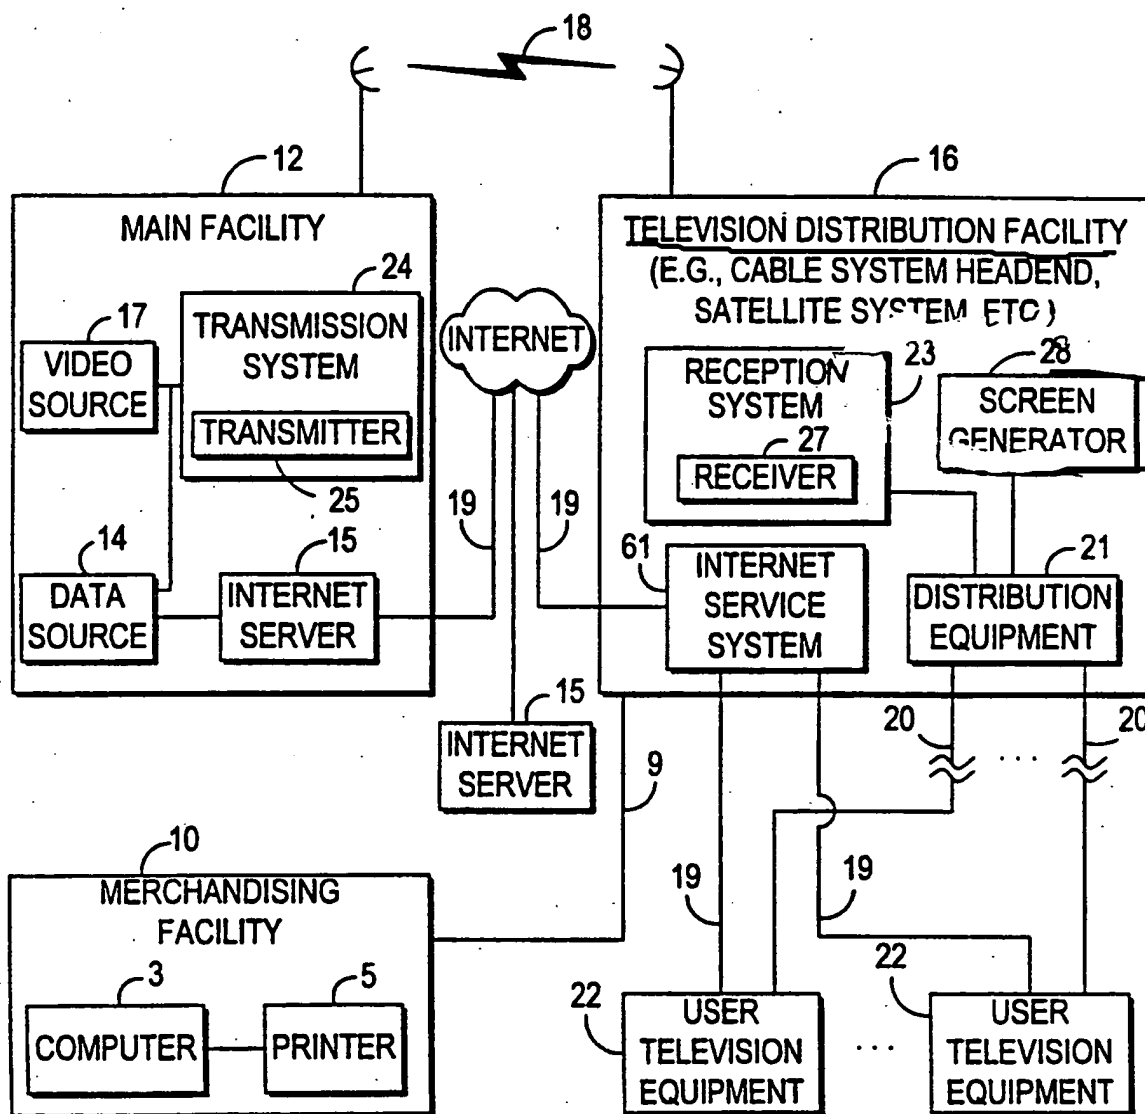 18
12
16
MAIN FACILITY
TELEVISION DISTRIBUTION FACILITY
(E.G., CABLE SYSTEM HEADEND,
SATELLITE SYSTEM ETC)
24
TRANSMISSION
SYSTEM
TRANSMITTER
25
17
VIDEO
SOURCE
14
DATA
SOURCE
15
INTERNET
SERVER
INTERNET
19
19
15
INTERNET
SERVER
RECEPTION
SYSTEM
23
27
RECEIVER
28
SCREEN
GENERATOR
61
INTERNET
SERVICE
SYSTEM
21
DISTRIBUTION
EQUIPMENT
20
...
20
9
10
MERCHANDISING
FACILITY
3
COMPUTER
5
PRINTER
19
19
22
USER
TELEVISION
EQUIPMENT
...
22
USER
TELEVISION
EQUIPMENT